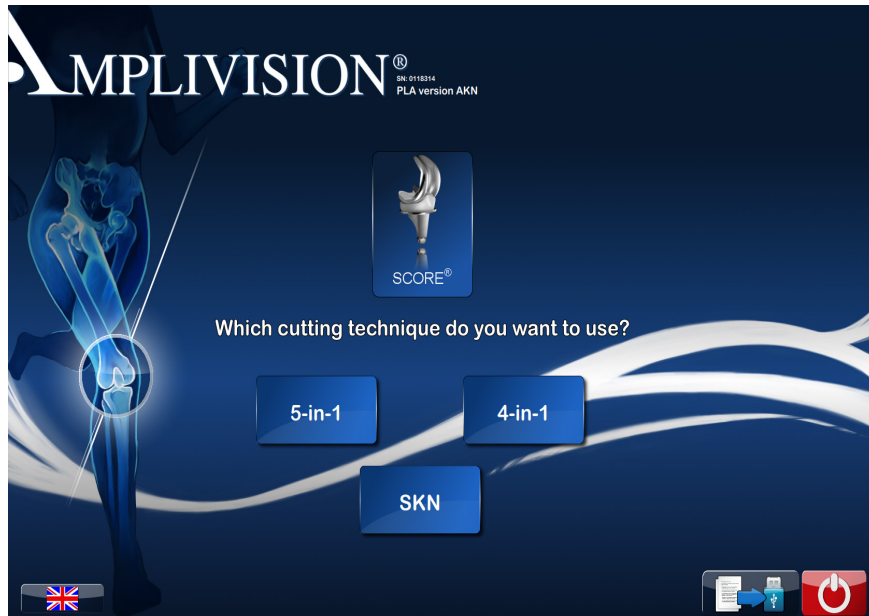 AMPLIVISION®
SN: 0118314
PLA version AKN
SCORE®
Which cutting technique do you want to use?
5-in-1
4-in-1
SKN